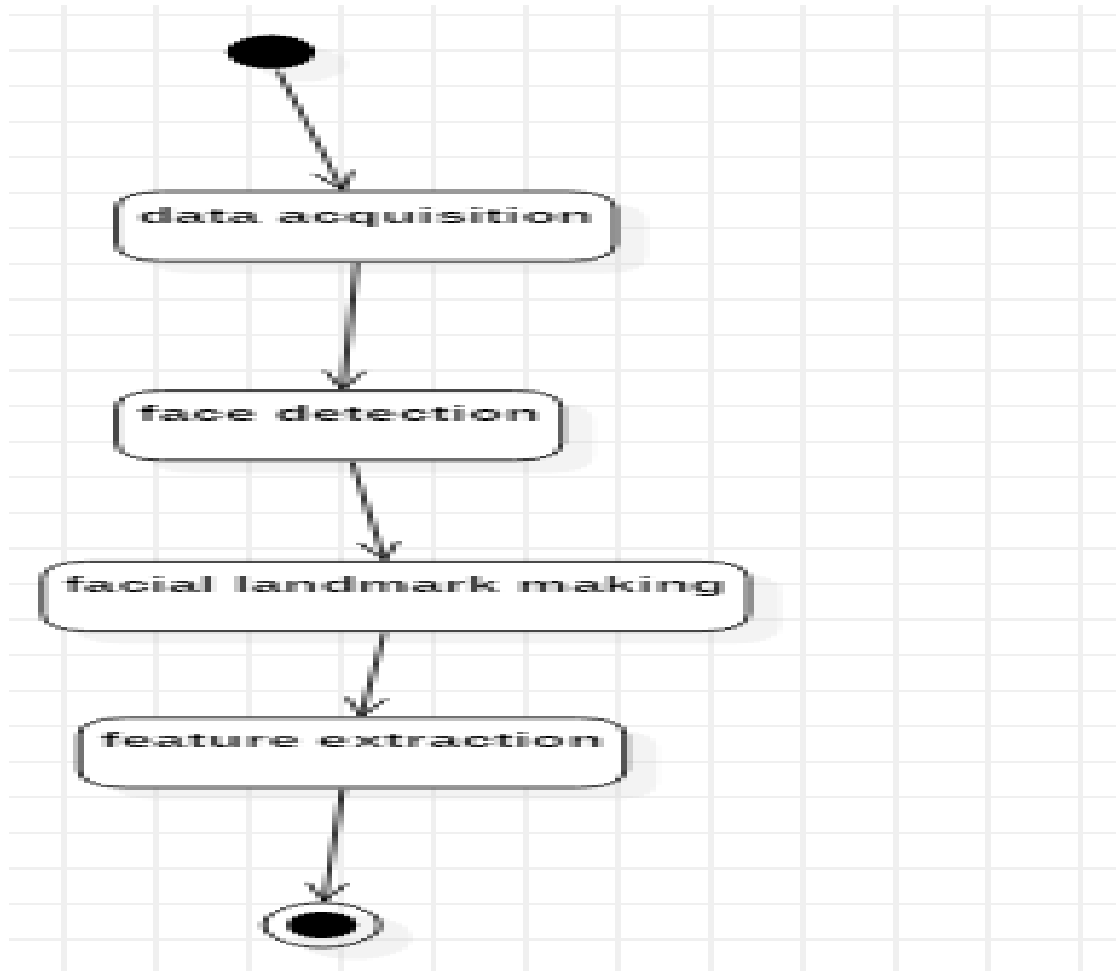 data acquisition
face detection
facial landmark making
feature extraction